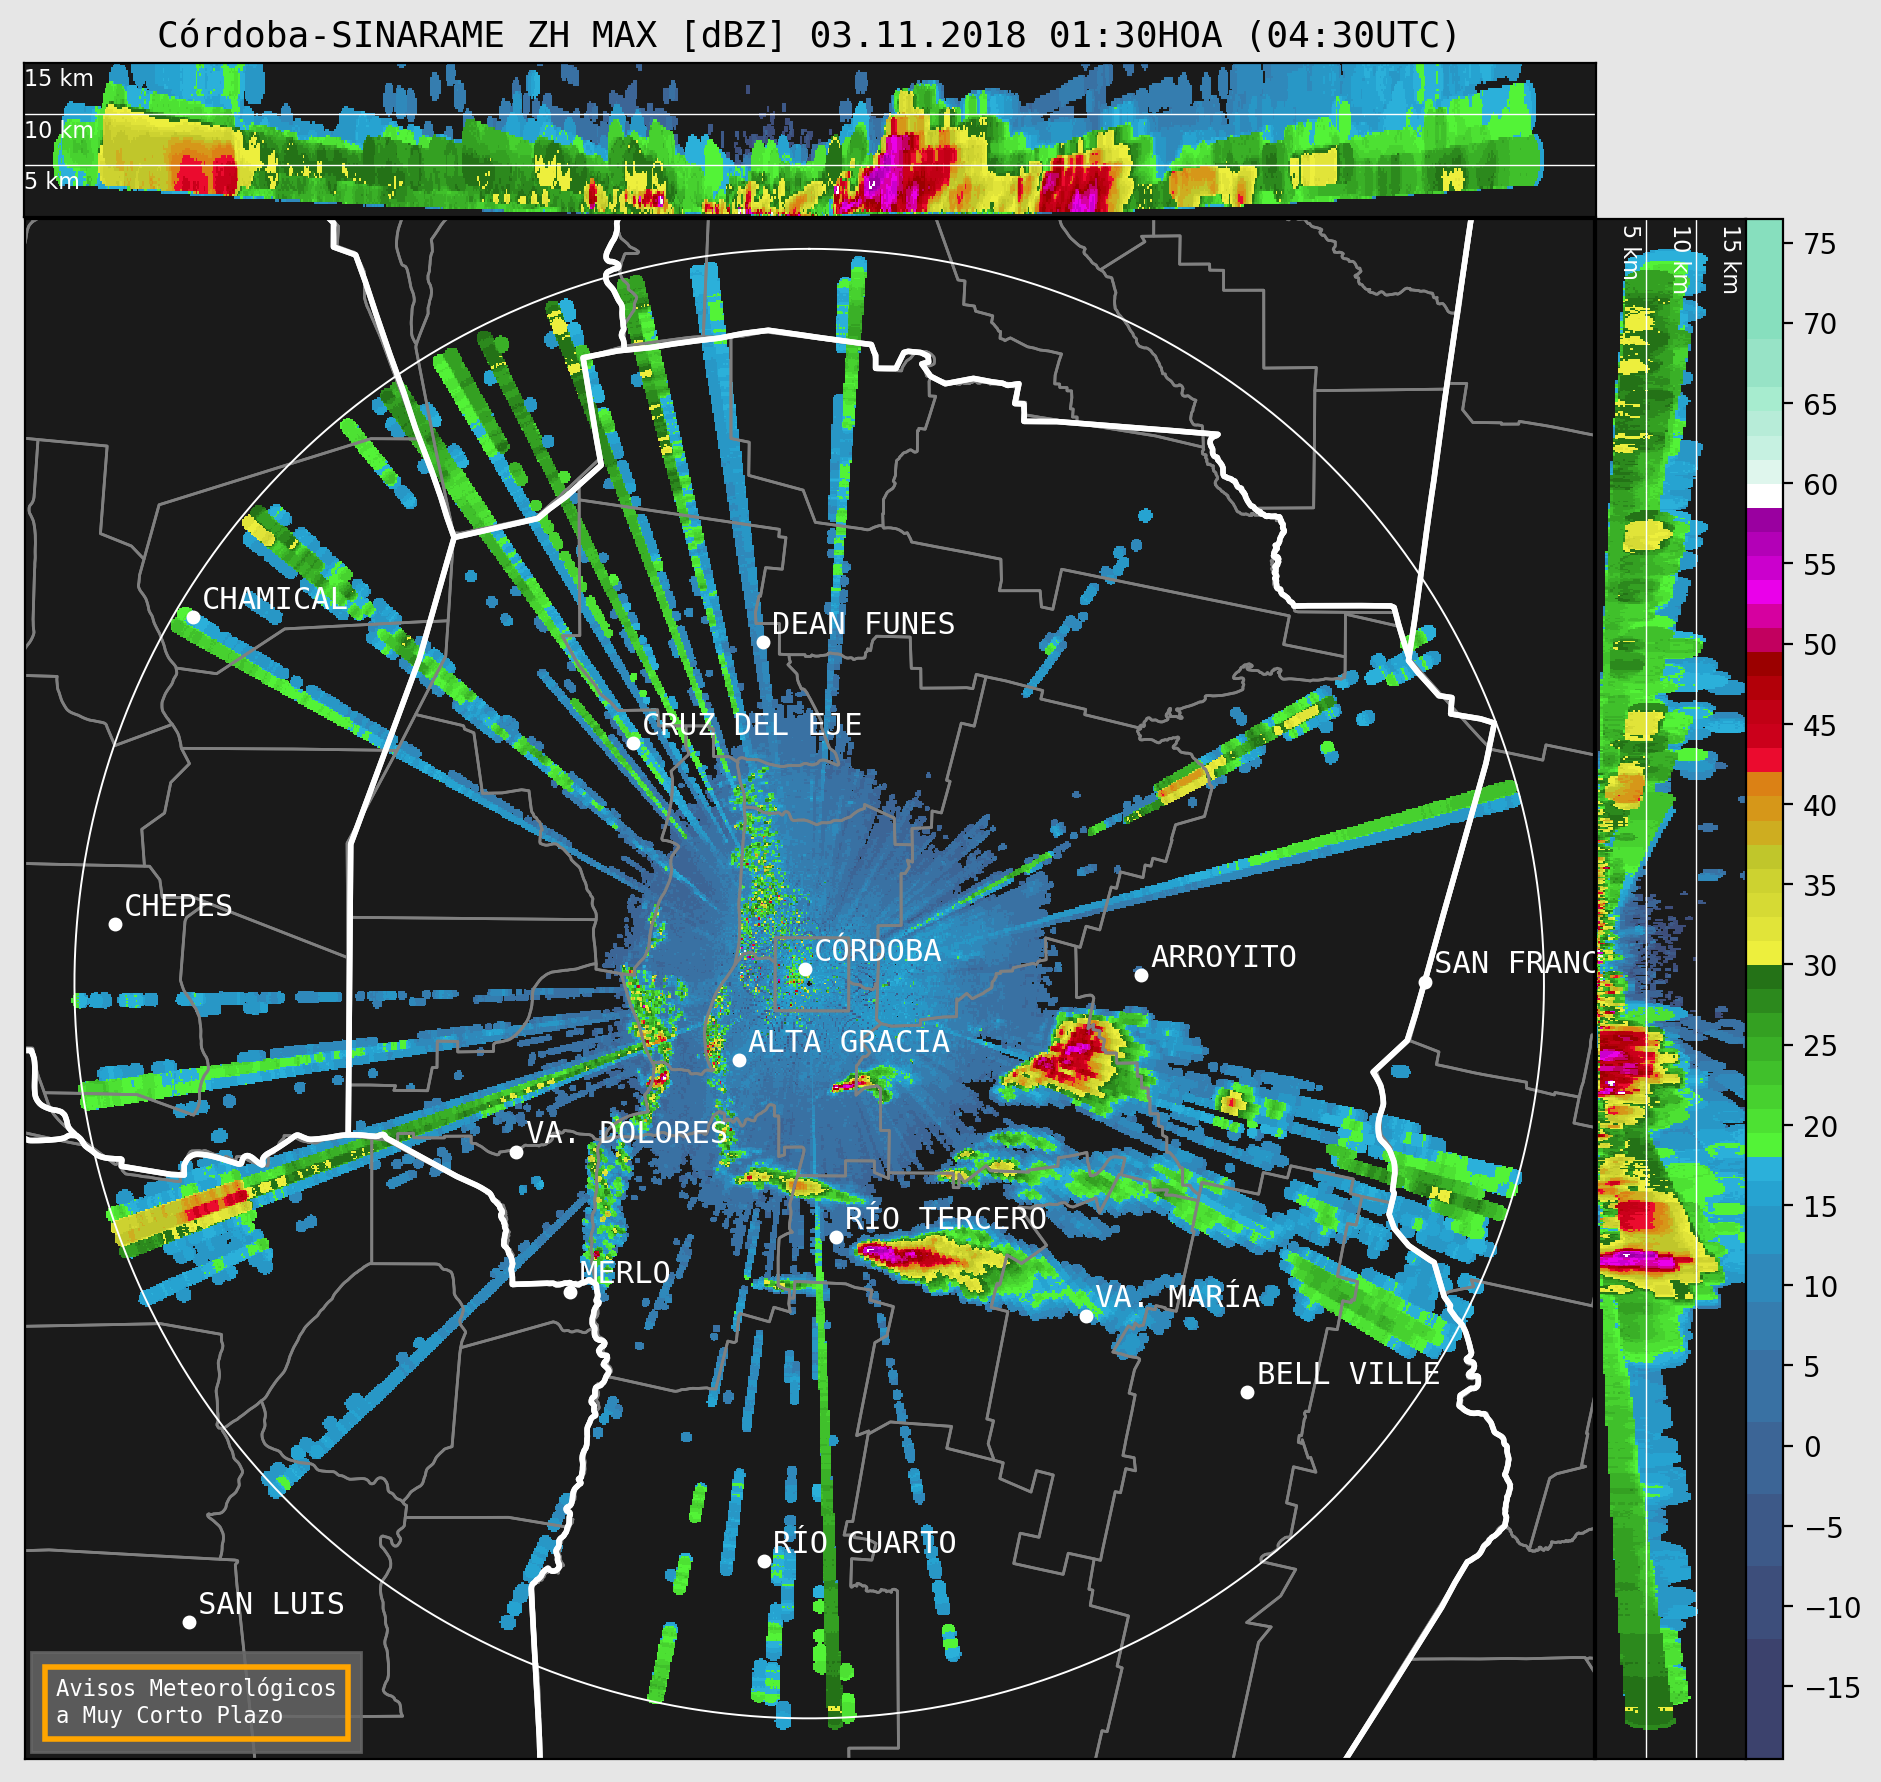 Córdoba-SINARAME ZH MAX [dBZ] 03.11.2018 01:30HOA (04:30UTC)
15 km
10 km
5 km
5 km
10 km
15 km
75
70
65
60
55
50
45
40
35
30
25
20
15
10
5
0
−5
−10
−15
CHAMICAL
DEAN FUNES
CRUZ DEL EJE
CHEPES
CÓRDOBA
ARROYITO
SAN FRANC
ALTA GRACIA
VA. DOLORES
RÍO TERCERO
MERLO
VA. MARÍA
BELL VILLE
RÍO CUARTO
SAN LUIS
Avisos Meteorológicos
a Muy Corto Plazo